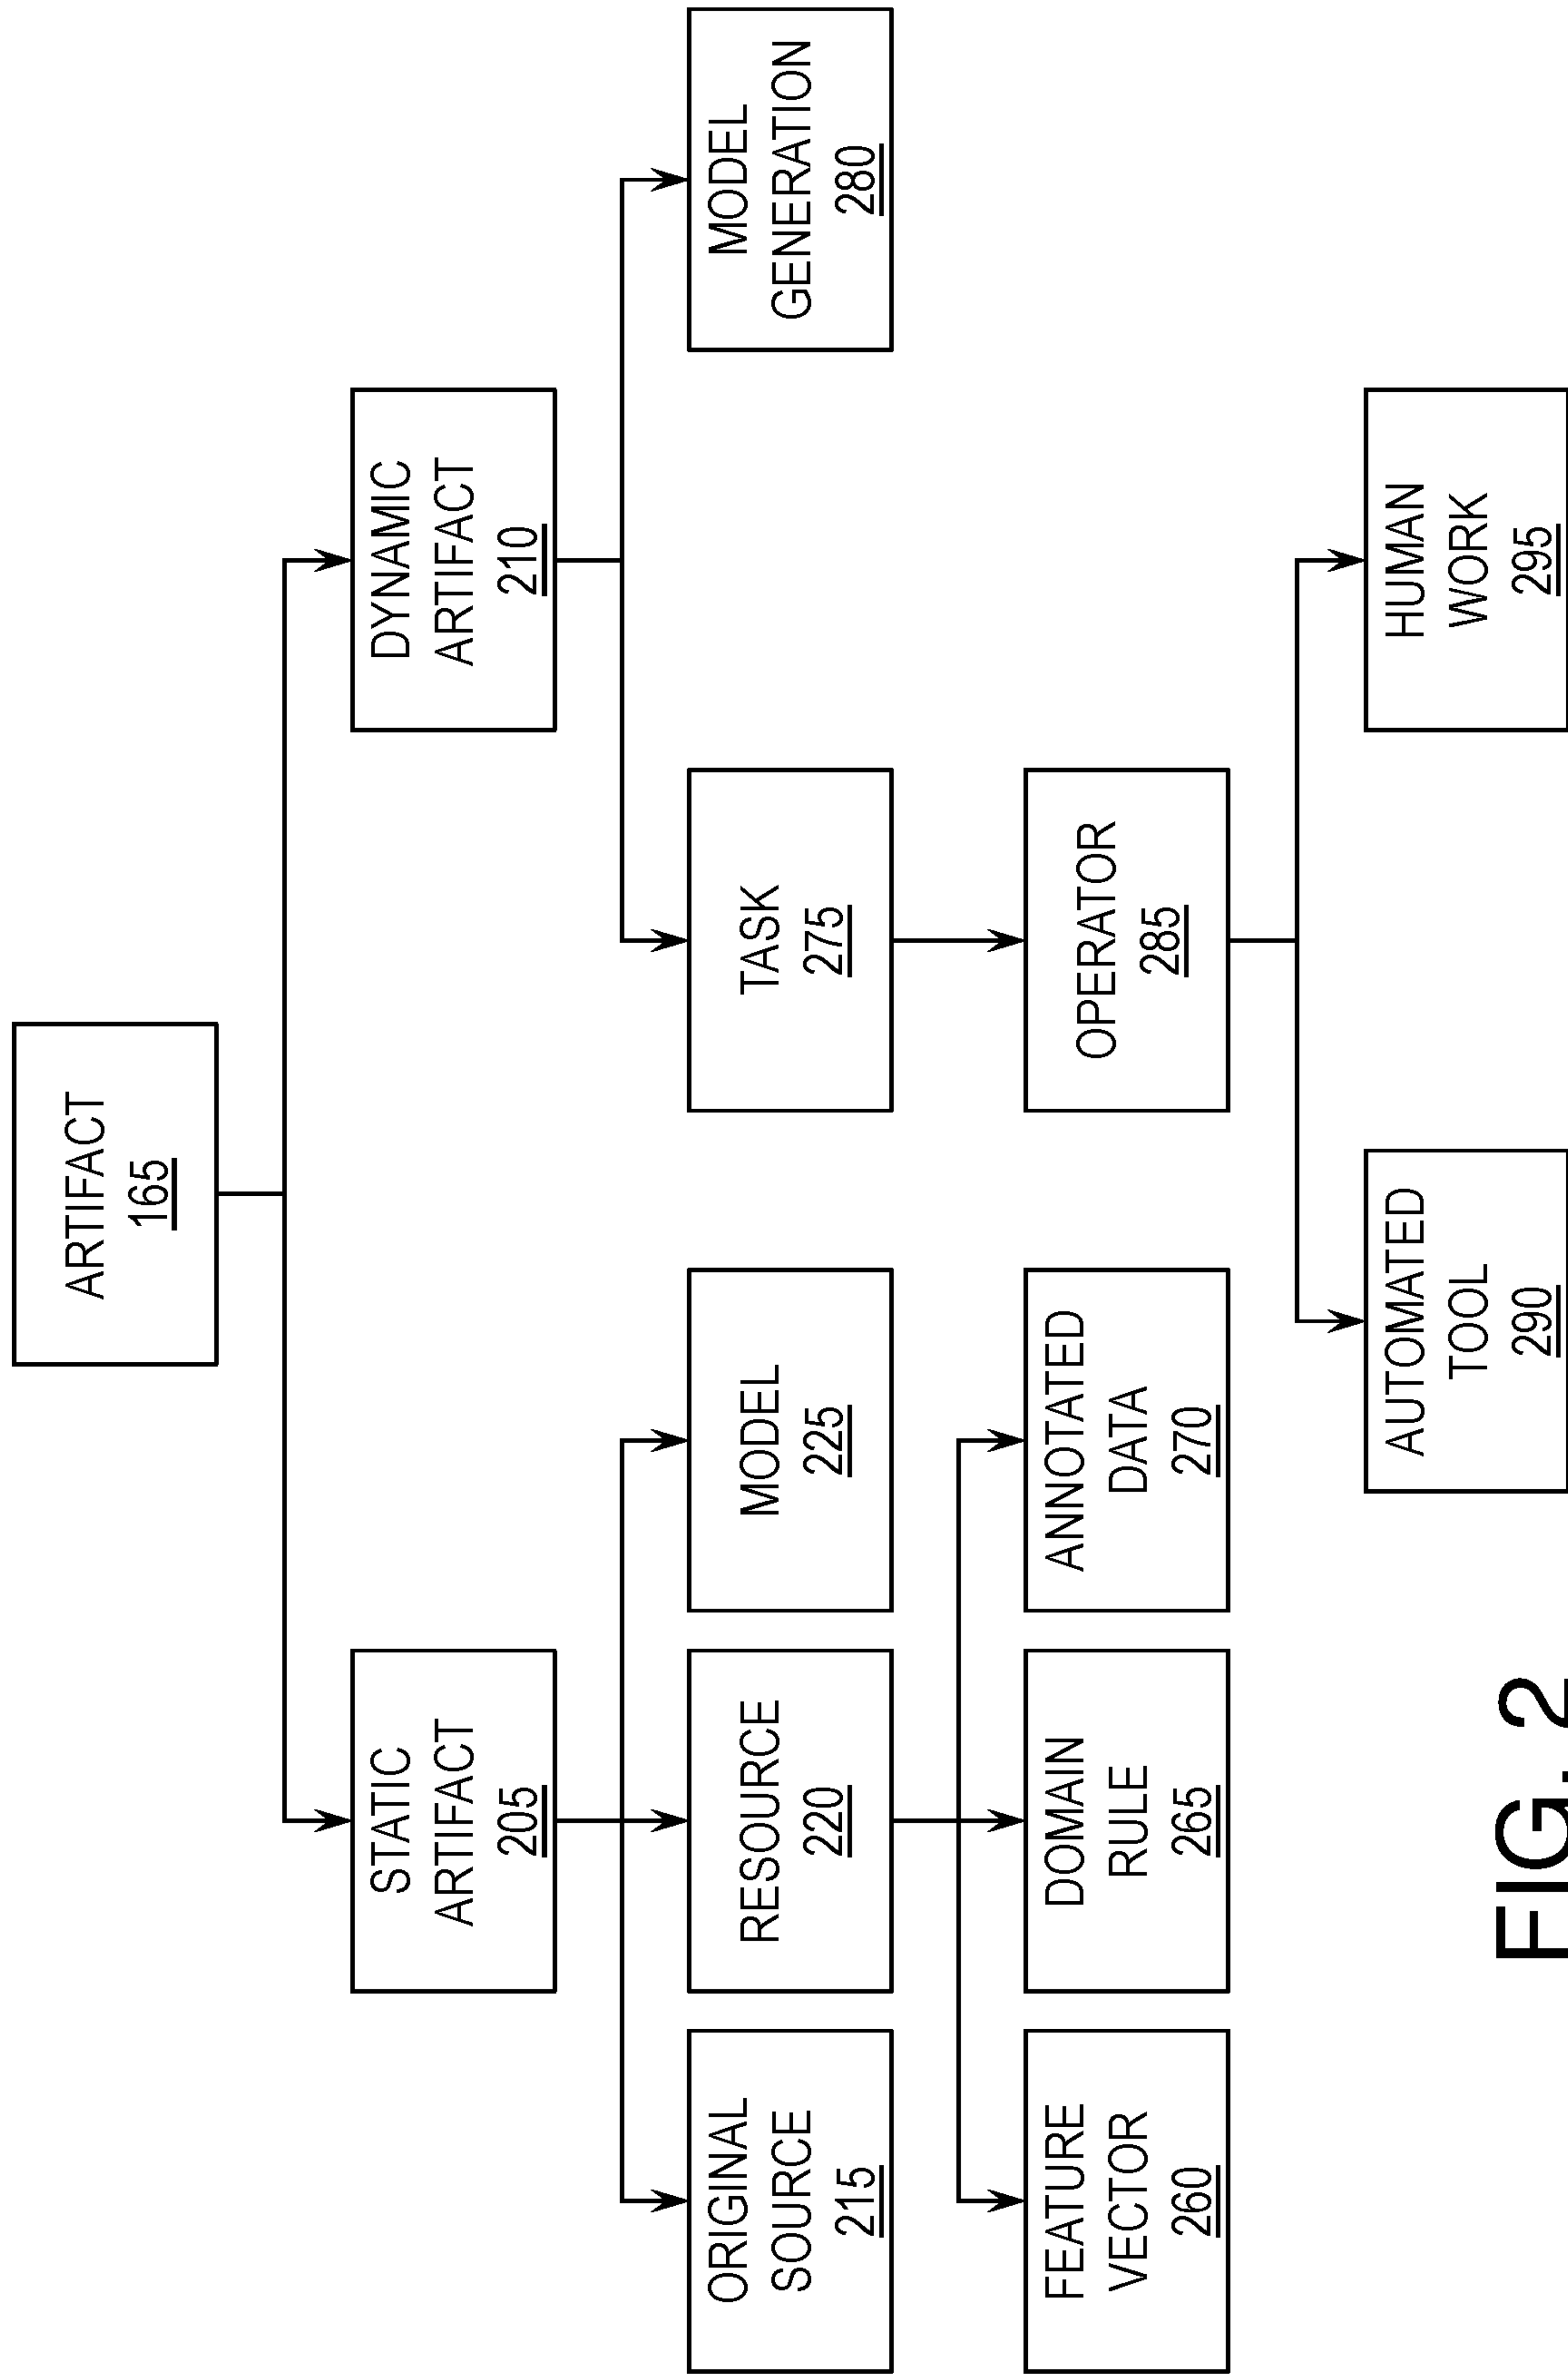 ARTIFACT
165
STATIC
ARTIFACT
205
DYNAMIC
ARTIFACT
210
ORIGINAL
SOURCE
215
RESOURCE
220
MODEL
225
TASK
275
MODEL
GENERATION
280
FEATURE
VECTOR
260
DOMAIN
RULE
265
ANNOTATED
DATA
270
OPERATOR
285
AUTOMATED
TOOL
290
HUMAN
WORK
295
FIG. 2